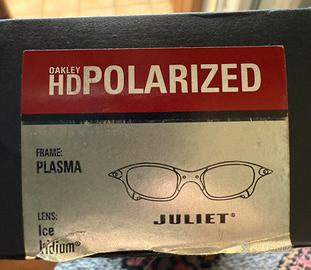 OAKLEY
HDPOLARIZED
FRAME:
PLASMA
JULIET®
LENS:
Ice
Iridium®